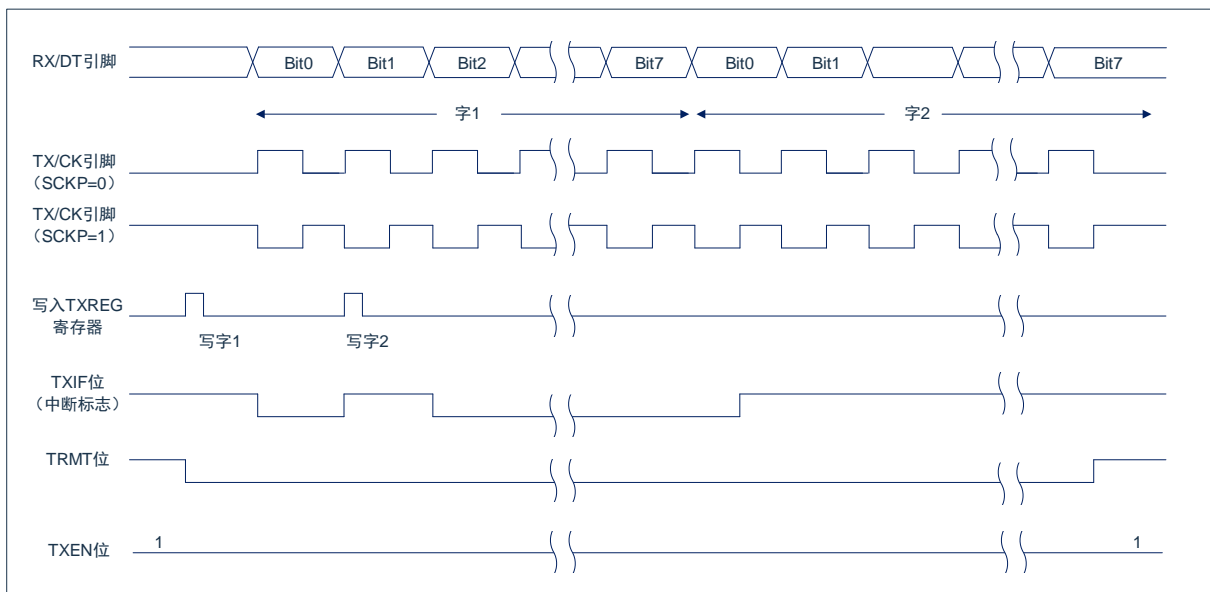 RX/DT引脚
Bit0 Bit1 Bit2 Bit7 Bit0 Bit1 Bit7
字1 字2
TX/CK引脚
（SCKP=0）
TX/CK引脚
（SCKP=1）
写入TXREG
寄存器
写字1 写字2
TXIF位
（中断标志）
TRMT位
TXEN位 1 1